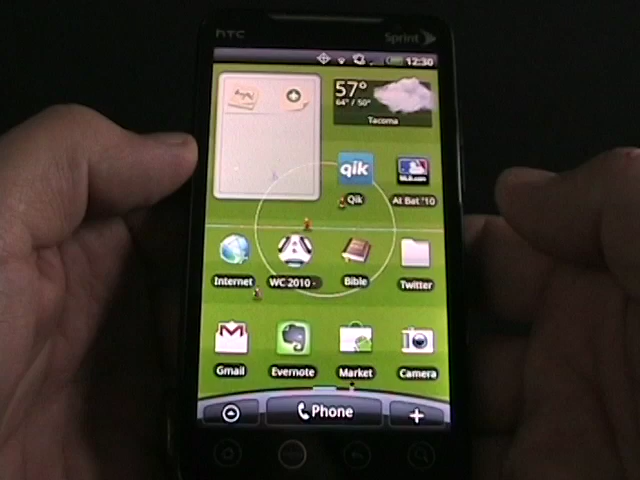 hTC Sprint
12:30
57°
64° / 50°
Tacoma
qik
Qik At Bat '10
Internet WC 2010 - Bible Twitter
Gmail Evernote Market Camera
Phone